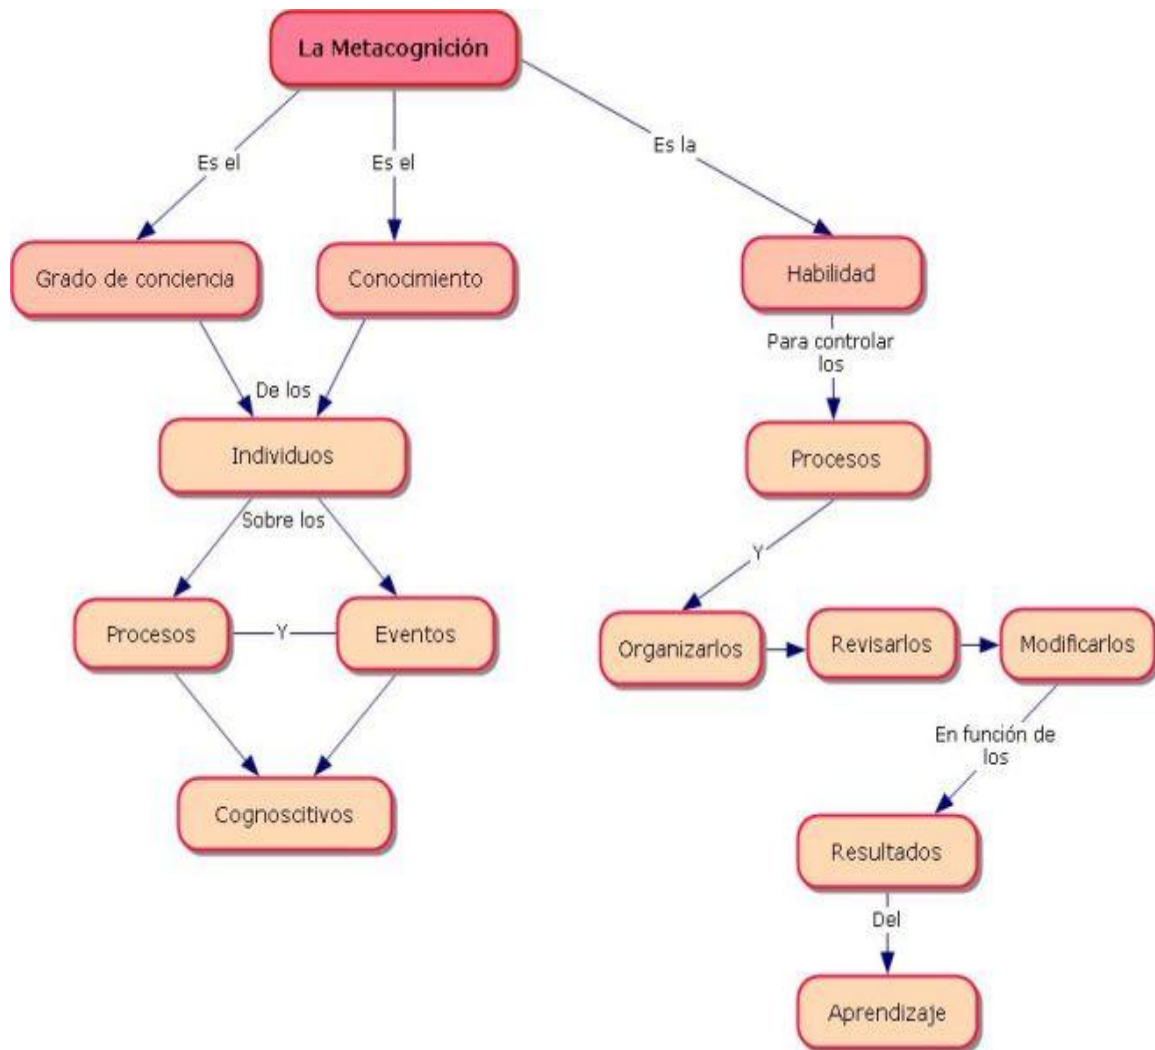 La Metacognición
Es el
Es el
Es la
Grado de conciencia
Conocimiento
Habilidad
De los
Para controlar
los
Individuos
Procesos
Sobre los
Y
Procesos
Y
Eventos
Organizarlos
Revisarlos
Modificarlos
Cognoscitivos
En función de
los
Resultados
Del
Aprendizaje